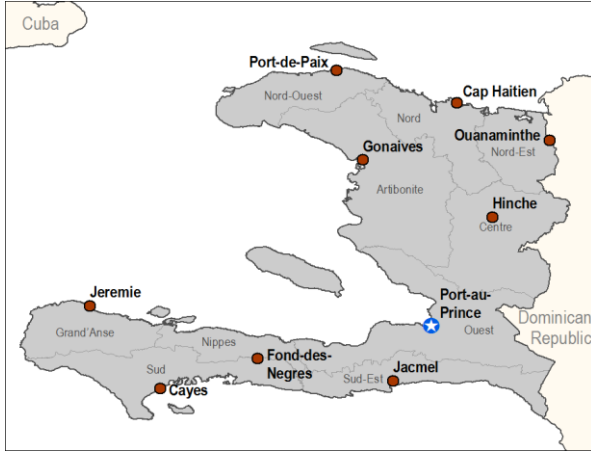 Cuba
Port-de-Paix
Nord-Ouest
Cap Haitien
Nord
Ouanaminthe
Nord-Est
Gonaives
Artibonite
Hinche
Centre
Jeremie
Port-au-
Prince
Dominican
Republic
Ouest
Grand'Anse
Nippes
Fond-des-
Negres
Sud
Sud-Est
Jacmel
Cayes